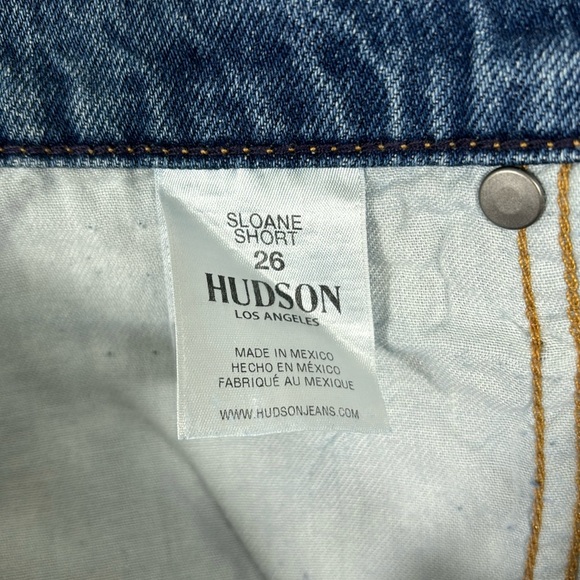 SLOANE
SHORT
26
HUDSON
LOS ANGELES
MADE IN MEXICO
HECHO EN MÉXICO
FABRIQUÉ AU MEXIQUE
WWW.HUDSONJEANS.COM